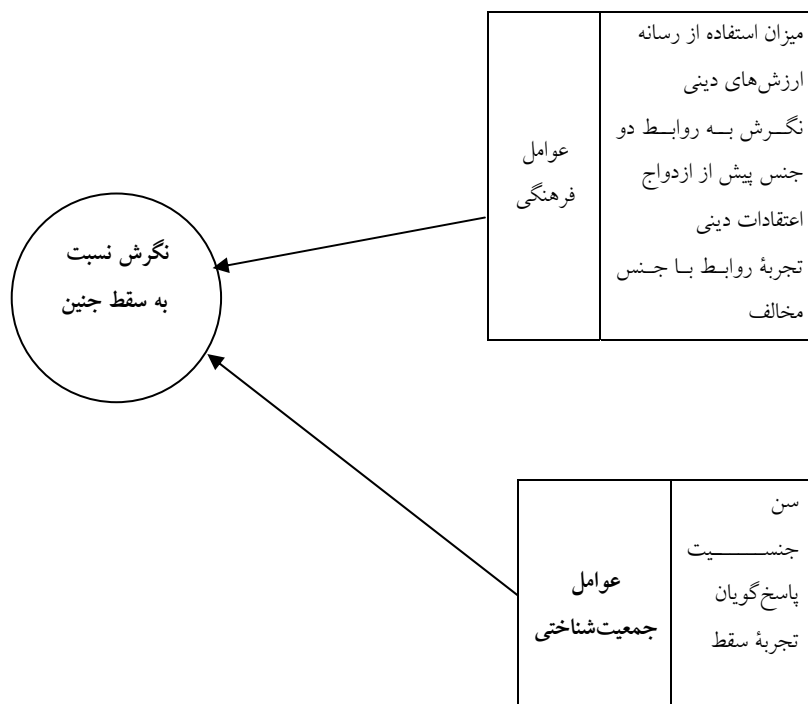 میزان استفاده از رسانه
ارزش‌های دینی
نگرش به روابط دو
جنس پیش از ازدواج
اعتقادات دینی
تجربهٔ روابط با جنس
مخالف
عوامل
فرهنگی
نگرش نسبت
به سقط جنین
سن
جنسیت
پاسخ‌گویان
تجربهٔ سقط
عوامل
جمعیت‌شناختی